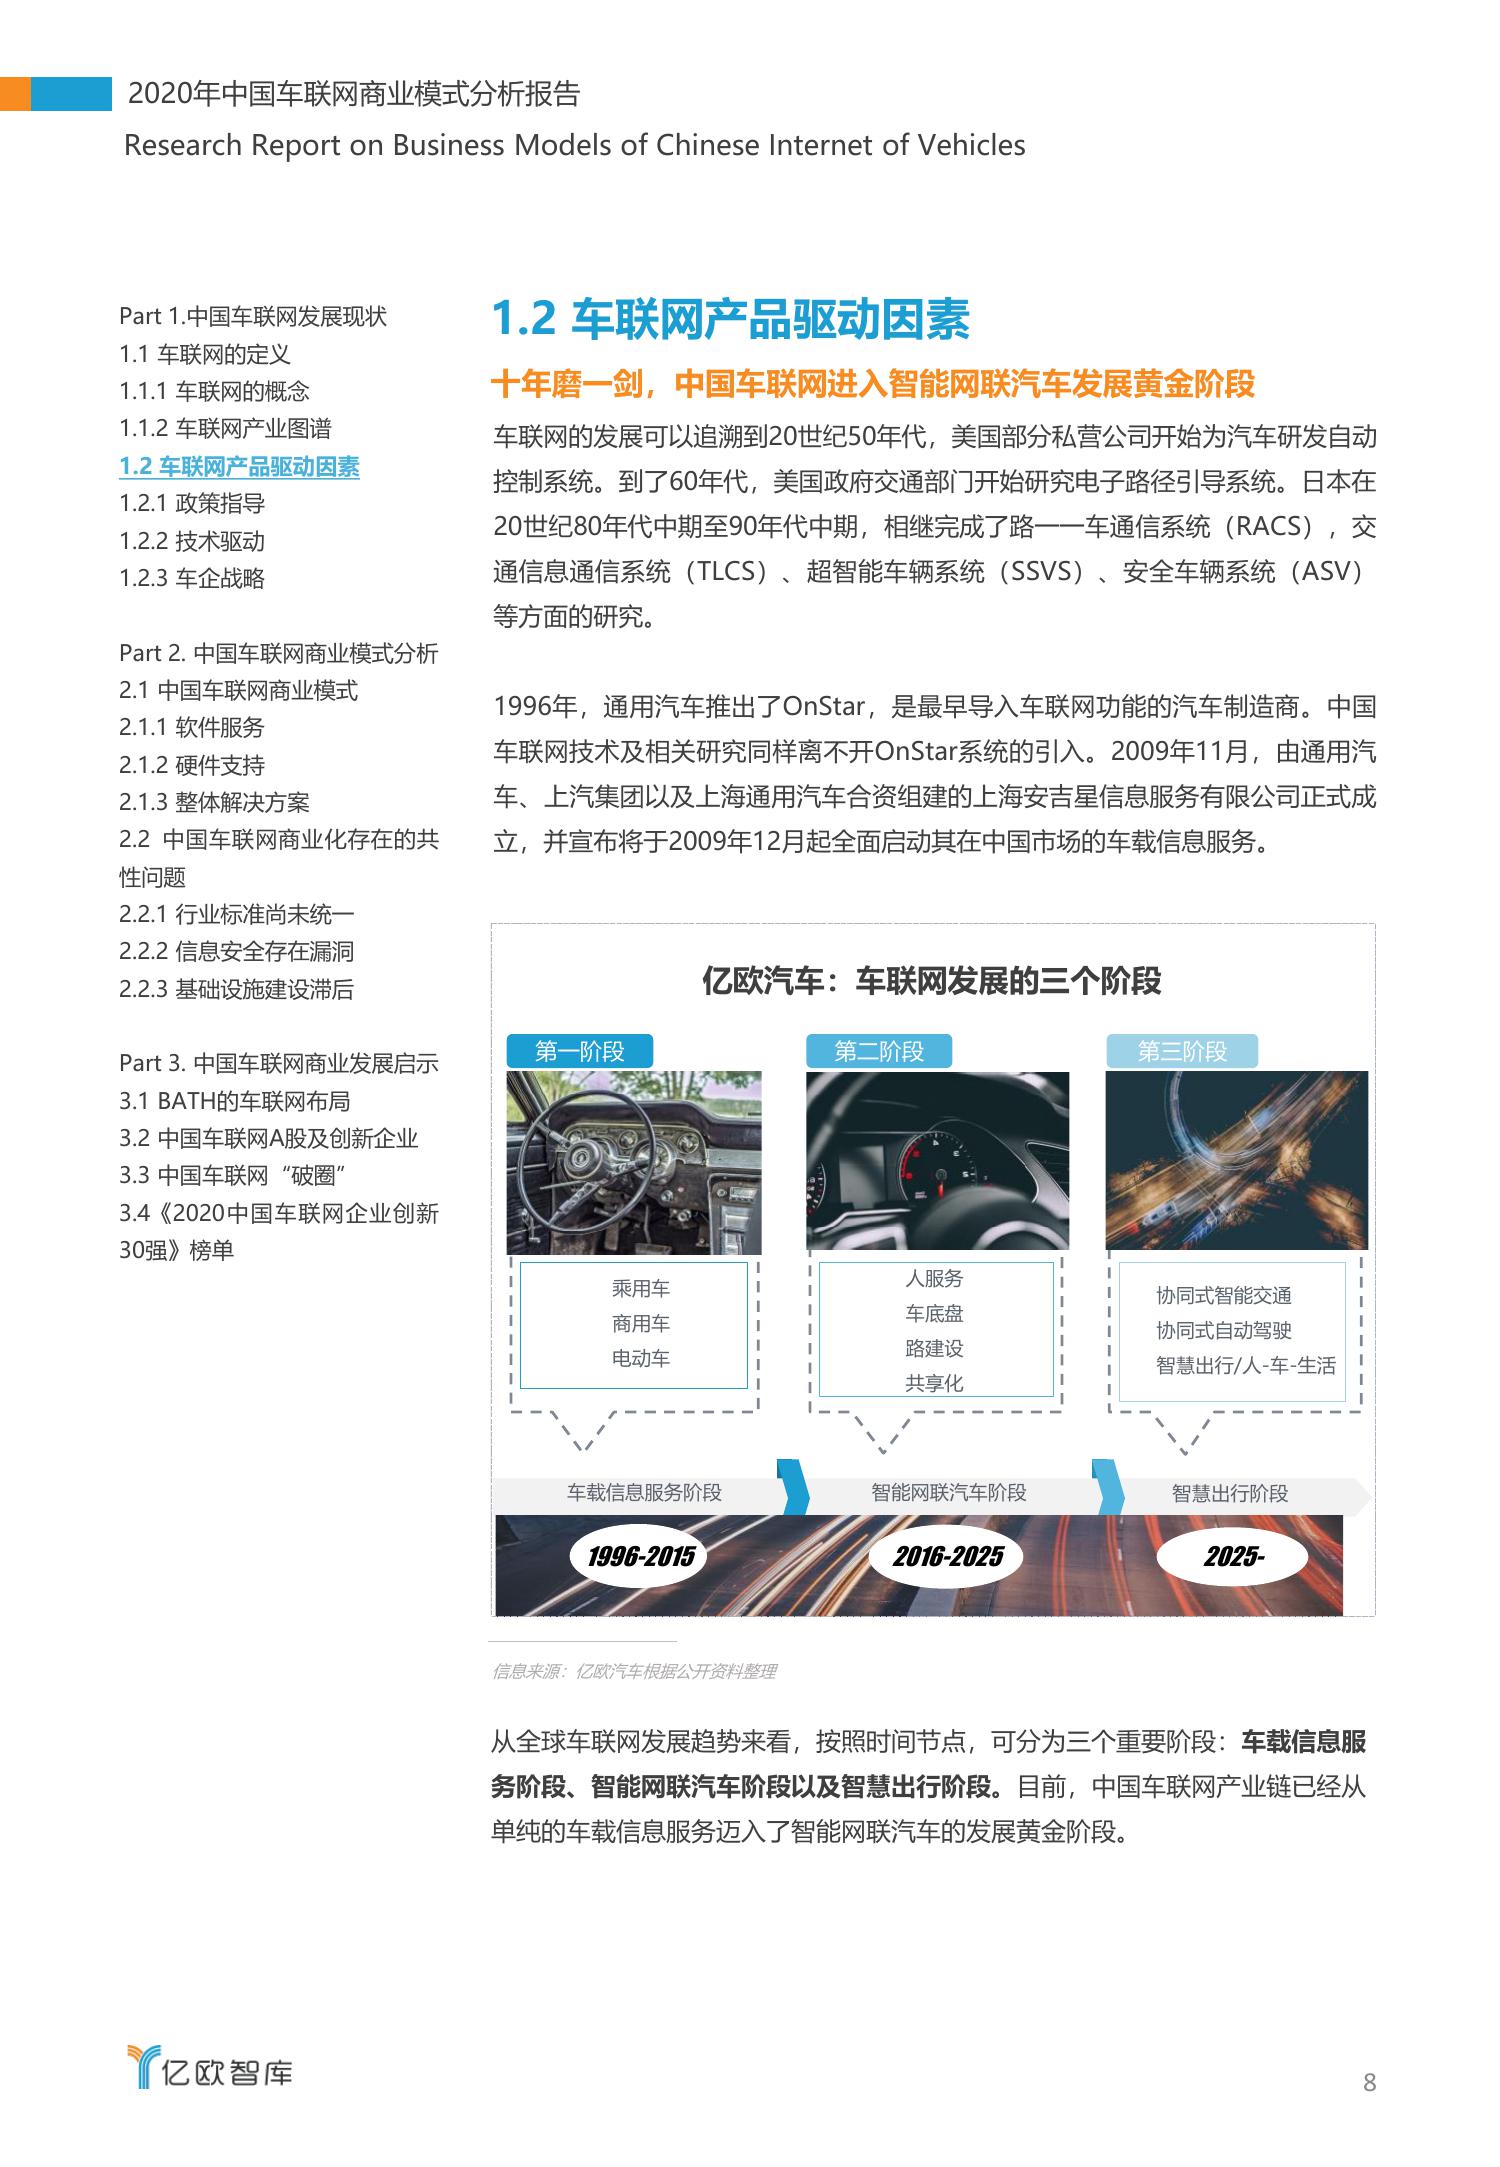 2020年中国车联网商业模式分析报告
Research Report on Business Models of Chinese Internet of Vehicles
Part 1.中国车联网发展现状
1.1 车联网的定义
1.1.1 车联网的概念
1.1.2 车联网产业图谱
1.2 车联网产品驱动因素
1.2.1 政策指导
1.2.2 技术驱动
1.2.3 车企战略
Part 2. 中国车联网商业模式分析
2.1 中国车联网商业模式
2.1.1 软件服务
2.1.2 硬件支持
2.1.3 整体解决方案
2.2 中国车联网商业化存在的共
性问题
2.2.1 行业标准尚未统一
2.2.2 信息安全存在漏洞
2.2.3 基础设施建设滞后
Part 3. 中国车联网商业发展启示
3.1 BATH的车联网布局
3.2 中国车联网A股及创新企业
3.3 中国车联网“破圈”
3.4《2020中国车联网企业创新
30强》榜单
1.2 车联网产品驱动因素
十年磨一剑，中国车联网进入智能网联汽车发展黄金阶段
车联网的发展可以追溯到20世纪50年代，美国部分私营公司开始为汽车研发自动
控制系统。到了60年代，美国政府交通部门开始研究电子路径引导系统。日本在
20世纪80年代中期至90年代中期，相继完成了路一一车通信系统（RACS），交
通信息通信系统（TLCS）、超智能车辆系统（SSVS）、安全车辆系统（ASV）
等方面的研究。
1996年，通用汽车推出了OnStar，是最早导入车联网功能的汽车制造商。中国
车联网技术及相关研究同样离不开OnStar系统的引入。2009年11月，由通用汽
车、上汽集团以及上海通用汽车合资组建的上海安吉星信息服务有限公司正式成
立，并宣布将于2009年12月起全面启动其在中国市场的车载信息服务。
亿欧汽车：车联网发展的三个阶段
第一阶段
第二阶段
第三阶段
乘用车
商用车
电动车
人服务
车底盘
路建设
共享化
协同式智能交通
协同式自动驾驶
智慧出行/人-车-生活
车载信息服务阶段
智能网联汽车阶段
智慧出行阶段
1996-2015
2016-2025
2025-
信息来源：亿欧汽车根据公开资料整理
从全球车联网发展趋势来看，按照时间节点，可分为三个重要阶段：车载信息服
务阶段、智能网联汽车阶段以及智慧出行阶段。目前，中国车联网产业链已经从
单纯的车载信息服务迈入了智能网联汽车的发展黄金阶段。
亿欧智库
8